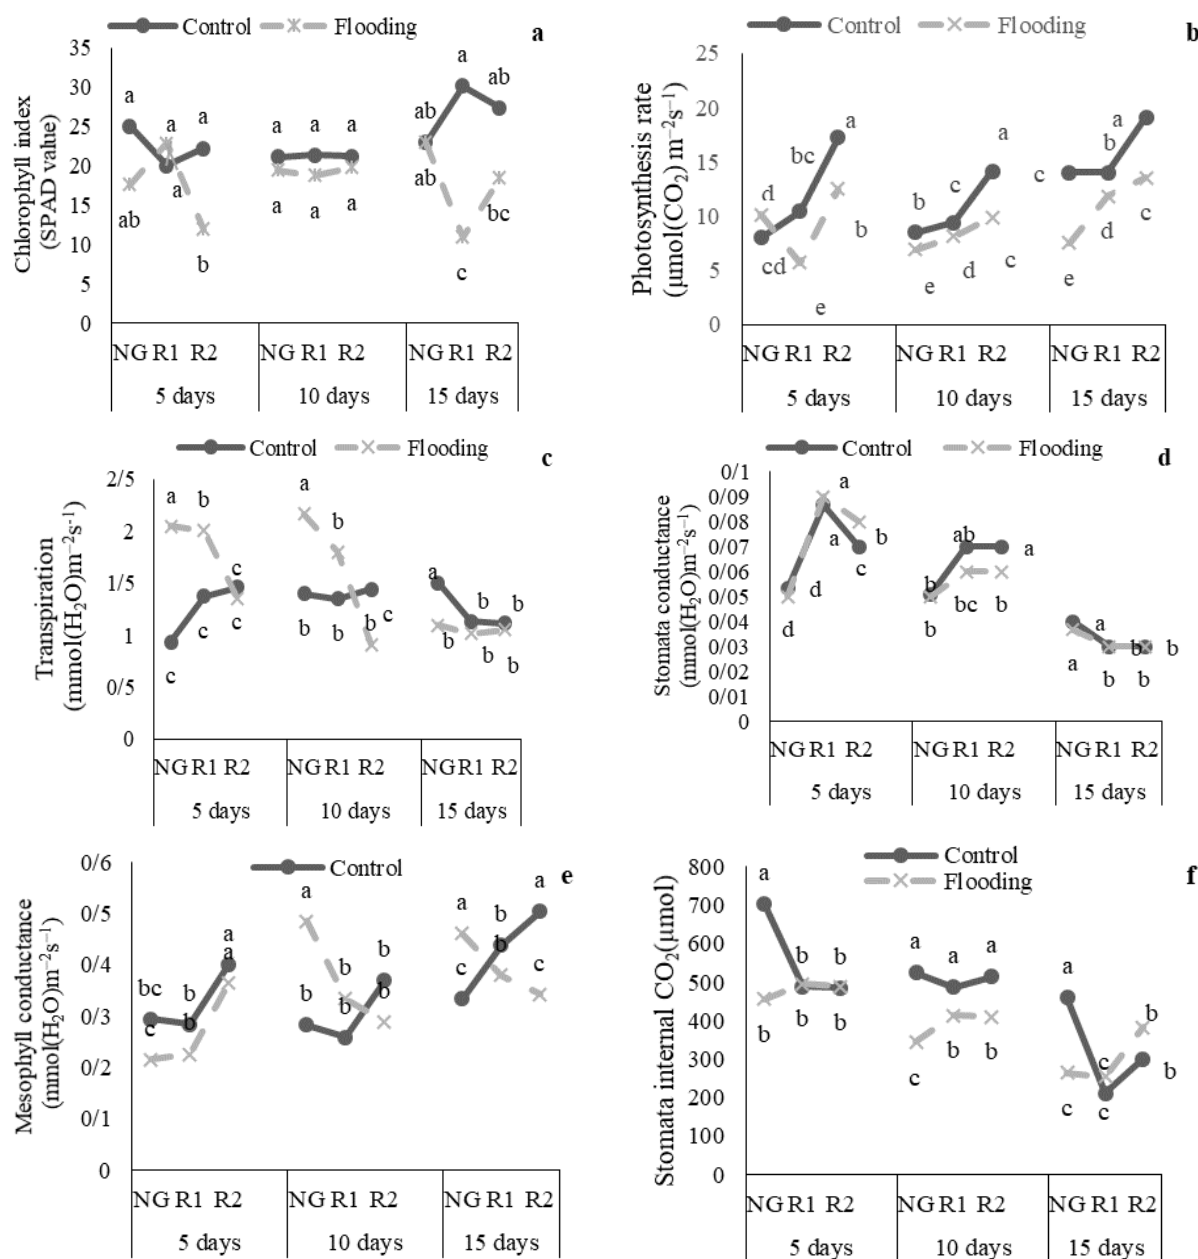 Control Flooding a
Chlorophyll index
(SPAD value)
35
30
25
20
15
10
5
0
a a a
a
ab b
a a a
a a a
ab a ab
ab
c bc
NG R1 R2 NG R1 R2 NG R1 R2
5 days 10 days 15 days
Control Flooding b
Photosynthesis rate
(µmol(CO₂) m⁻²s⁻¹)
25
20
15
10
5
0
d bc a
cd e b
b c a
e d c
c b a
e d c
NG R1 R2 NG R1 R2 NG R1 R2
5 days 10 days 15 days
Control Flooding c
Transpiration
(mmol(H₂O)m⁻²s⁻¹)
2/5
2
1/5
1
0/5
0
a b c
c c c
a b c
b b b
a b b
b b b
NG R1 R2 NG R1 R2 NG R1 R2
5 days 10 days 15 days
Control Flooding d
Stomata conductance
(mmol(H₂O)m⁻²s⁻¹)
0/1
0/09
0/08
0/07
0/06
0/05
0/04
0/03
0/02
0/01
0
a b
d a c
d
b ab a
b bc b
a b b
a b b
NG R1 R2 NG R1 R2 NG R1 R2
5 days 10 days 15 days
Control e
Mesophyll conductance
(mmol(H₂O)m⁻²s⁻¹)
0/6
0/5
0/4
0/3
0/2
0/1
0
bc b a
c b a
a b b
b b b
a b a
c b c
NG R1 R2 NG R1 R2 NG R1 R2
5 days 10 days 15 days
Control
Flooding f
Stomata internal CO₂(µmol)
800
700
600
500
400
300
200
100
0
a b b
b b b
a a a
c b b
a c b
c c b
NG R1 R2 NG R1 R2 NG R1 R2
5 days 10 days 15 days